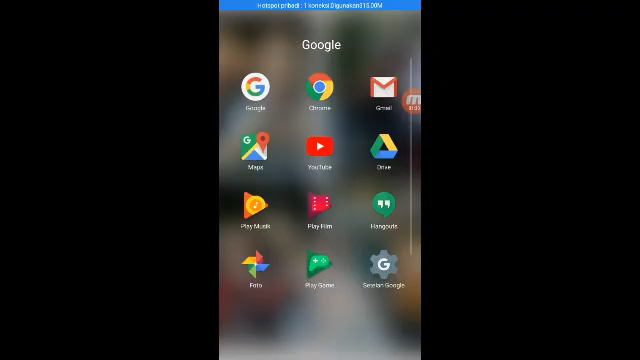 Hotspot pribadi : 1 koneksi.Digunakan315.00M
Google
Google Chrome Gmail
Maps YouTube Drive
Play Musik Play Film Hangouts
Foto Play Game Setelan Google